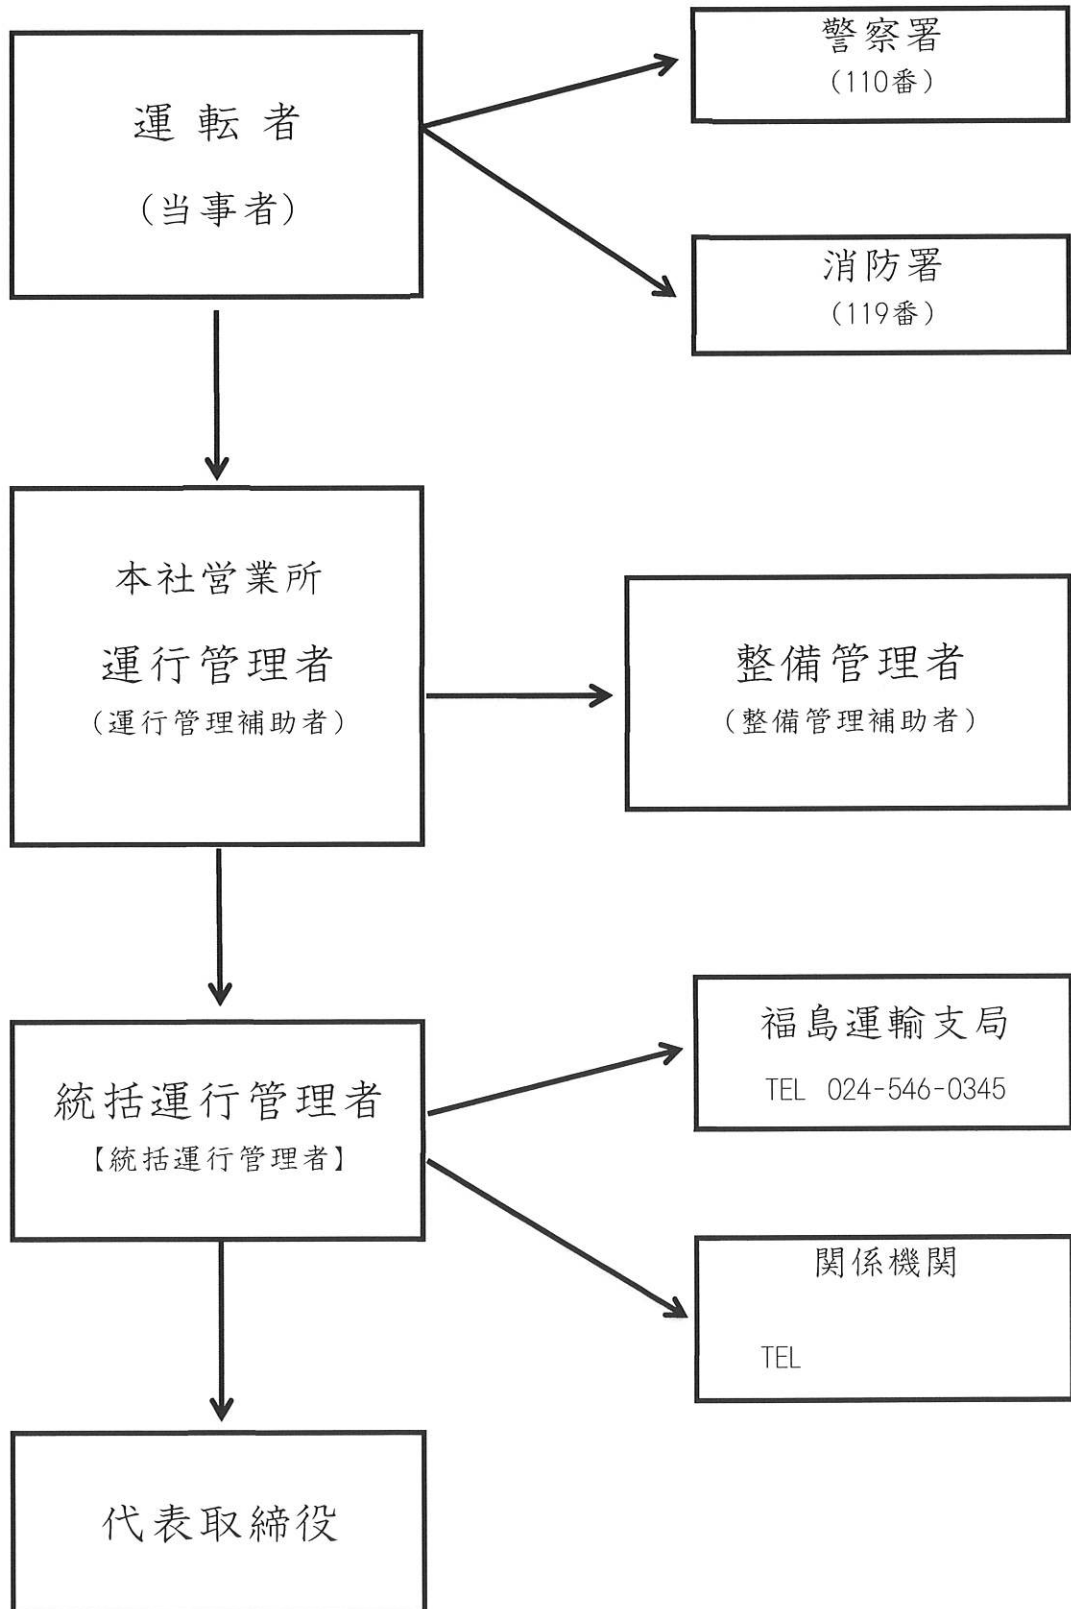 運 転 者
(当事者)
警察署
(110番)
消防署
(119番)
本社営業所
運行管理者
(運行管理補助者)
整備管理者
(整備管理補助者)
統括運行管理者
【統括運行管理者】
福島運輸支局
TEL 024-546-0345
関係機関
TEL
代表取締役